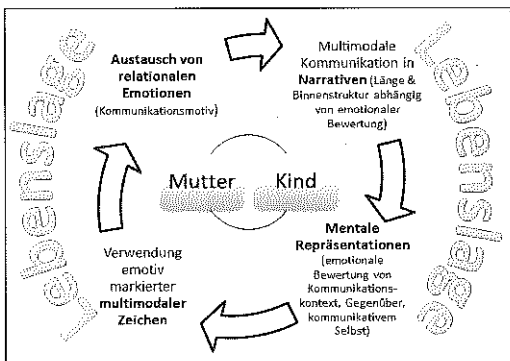 Lebenslage
Austausch von
relationalen
Emotionen
(Kommunikationsmotiv)
Multimodale
Kommunikation in
Narrativen (Länge &
Binnenstruktur abhängig
von emotionaler
Bewertung)
Lebenslage
Mutter Kind
Mentale
Repräsentationen
(emotionale
Bewertung von
Kommunikations-
kontext, Gegenüber,
kommunikativem
Selbst)
Verwendung
emotiv
markierter
multimodaler
Zeichen